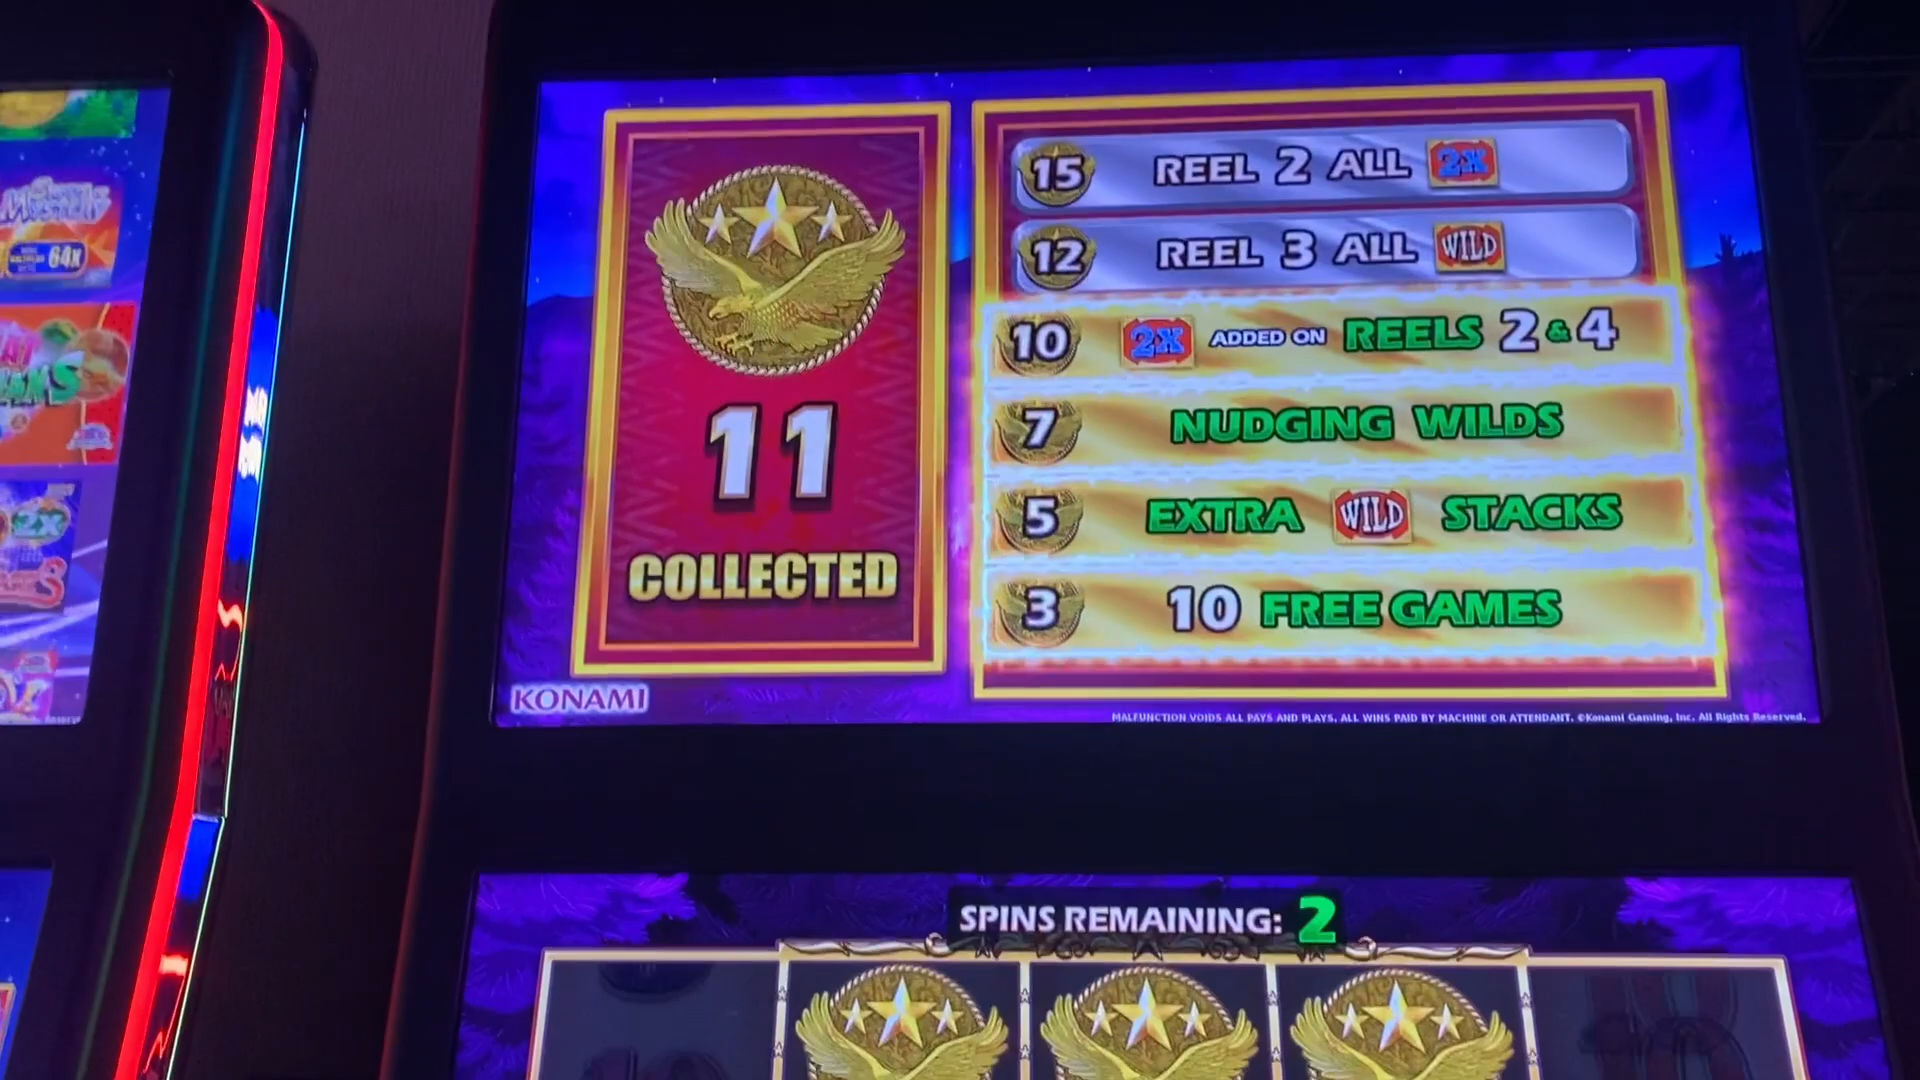 15 REEL 2 ALL 2X
12 REEL 3 ALL WILD
10 2X ADDED ON REELS 2 & 4
7 NUDGING WILDS
5 EXTRA WILD STACKS
3 10 FREE GAMES
11
COLLECTED
KONAMI
MALFUNCTION VOIDS ALL PAYS AND PLAYS. ALL WINS PAID BY MACHINE OR ATTENDANT. ©Konami Gaming, Inc. All Rights Reserved.
SPINS REMAINING: 2
64X
2X